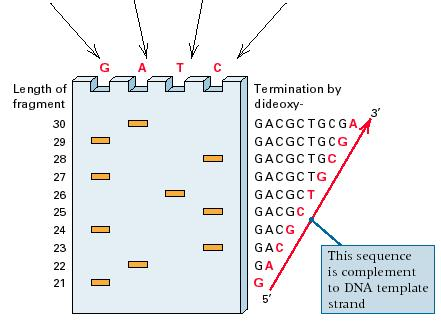 G A T C
Length of
fragment
Termination by
dideoxy-
3′
30 GACGCTGCGA
29 GACGCTGCG
28 GACGCTGC
27 GACGCTG
26 GACGCT
25 GACGC
24 GACG
23 GAC
22 GA
21 G
5′
This sequence
is complement
to DNA template
strand